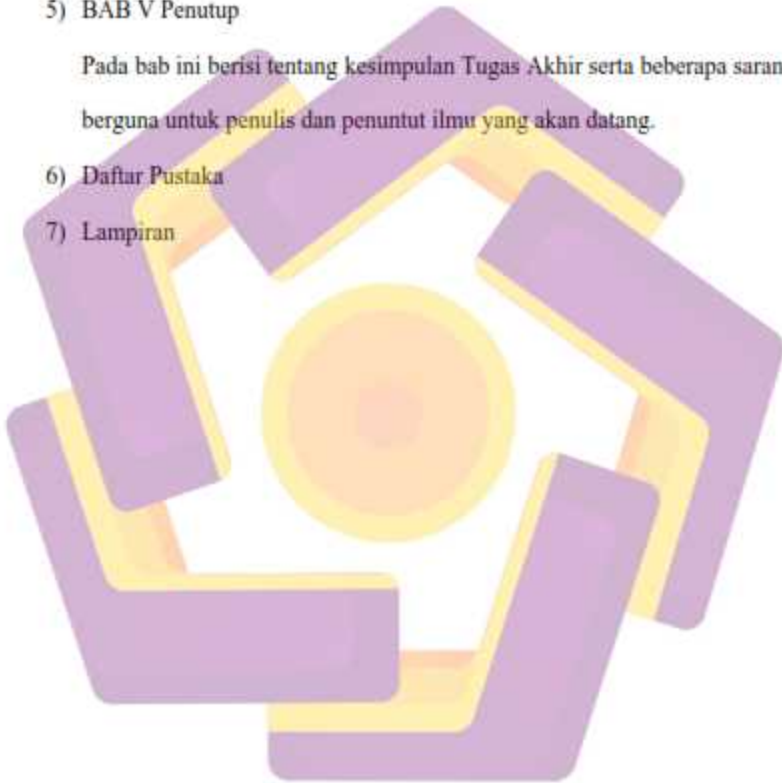 5) BAB V Penutup
Pada bab ini berisi tentang kesimpulan Tugas Akhir serta beberapa saran
berguna untuk penulis dan penuntut ilmu yang akan datang.
6) Daftar Pustaka
7) Lampiran